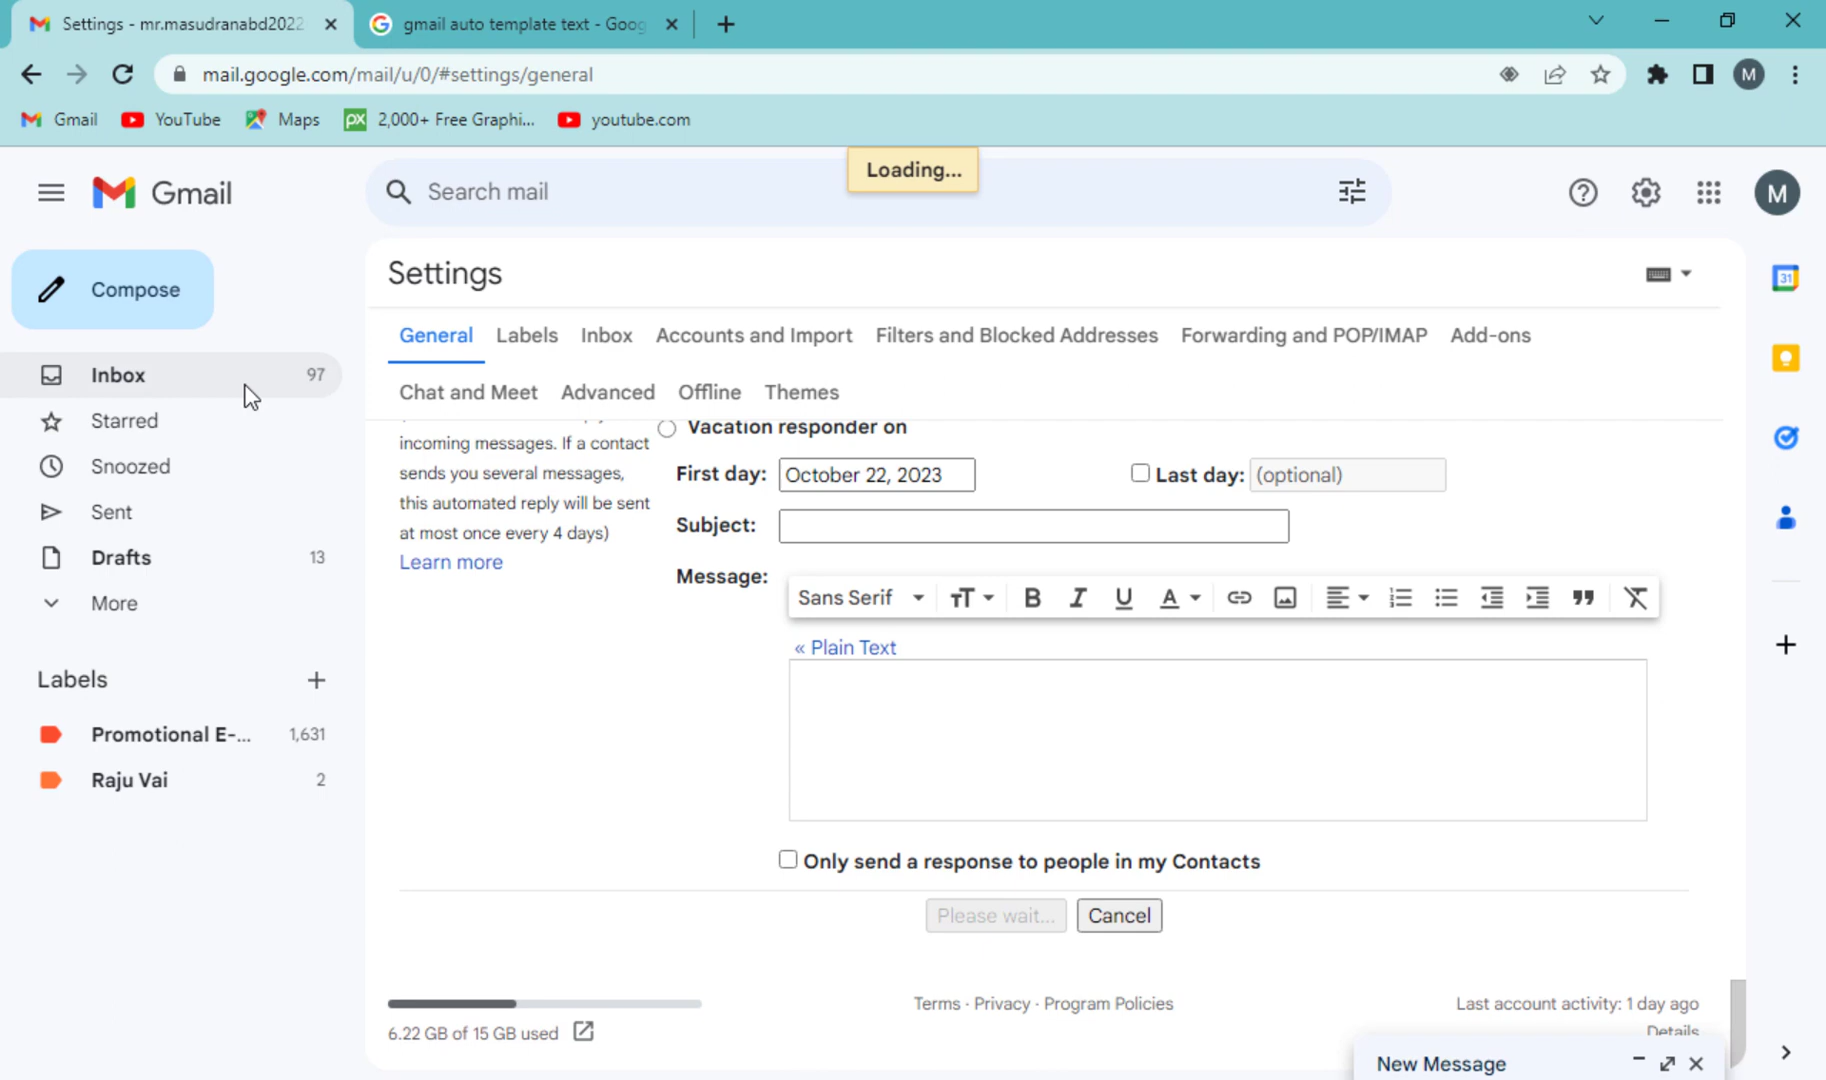 Settings - mr.masudranabd2022
gmail auto template text - Goog
mail.google.com/mail/u/0/#settings/general
M
Gmail
YouTube
Maps
px 2,000+ Free Graphi...
youtube.com
Loading...
Gmail
Search mail
M
Compose
Settings
General
Labels
Inbox
Accounts and Import
Filters and Blocked Addresses
Forwarding and POP/IMAP
Add-ons
Chat and Meet
Advanced
Offline
Themes
Inbox 97
Starred
Snoozed
Sent
Drafts 13
More
Labels
Promotional E-... 1,631
Raju Vai 2
31
incoming messages. If a contact
sends you several messages,
this automated reply will be sent
at most once every 4 days)
Learn more
Vacation responder on
First day: October 22, 2023 Last day: (optional)
Subject:
Message:
Sans Serif
« Plain Text
Only send a response to people in my Contacts
Please wait... Cancel
6.22 GB of 15 GB used
Terms · Privacy · Program Policies
Last account activity: 1 day ago
Details
New Message